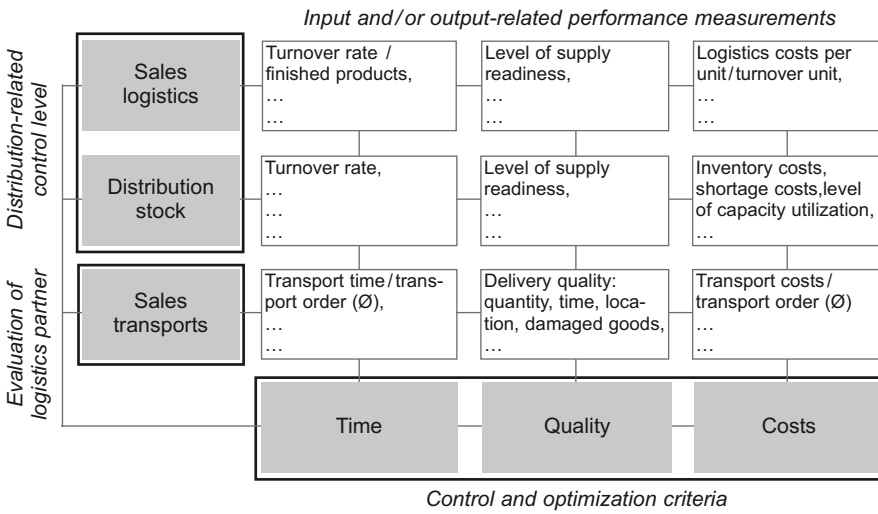 Input and/or output-related performance measurements
Distribution-related
control level
Sales
logistics
Turnover rate /
finished products,
…
…
Level of supply
readiness,
…
…
Logistics costs per
unit/turnover unit,
…
…
Distribution
stock
Turnover rate,
…
…
…
Level of supply
readiness,
…
…
Inventory costs,
shortage costs,level
of capacity utilization,
…
Evaluation of
logistics partner
Sales
transports
Transport time/trans-
port order (Ø),
…
…
Delivery quality:
quantity, time, loca-
tion, damaged goods,
…
Transport costs/
transport order (Ø)
…
…
Time
Quality
Costs
Control and optimization criteria